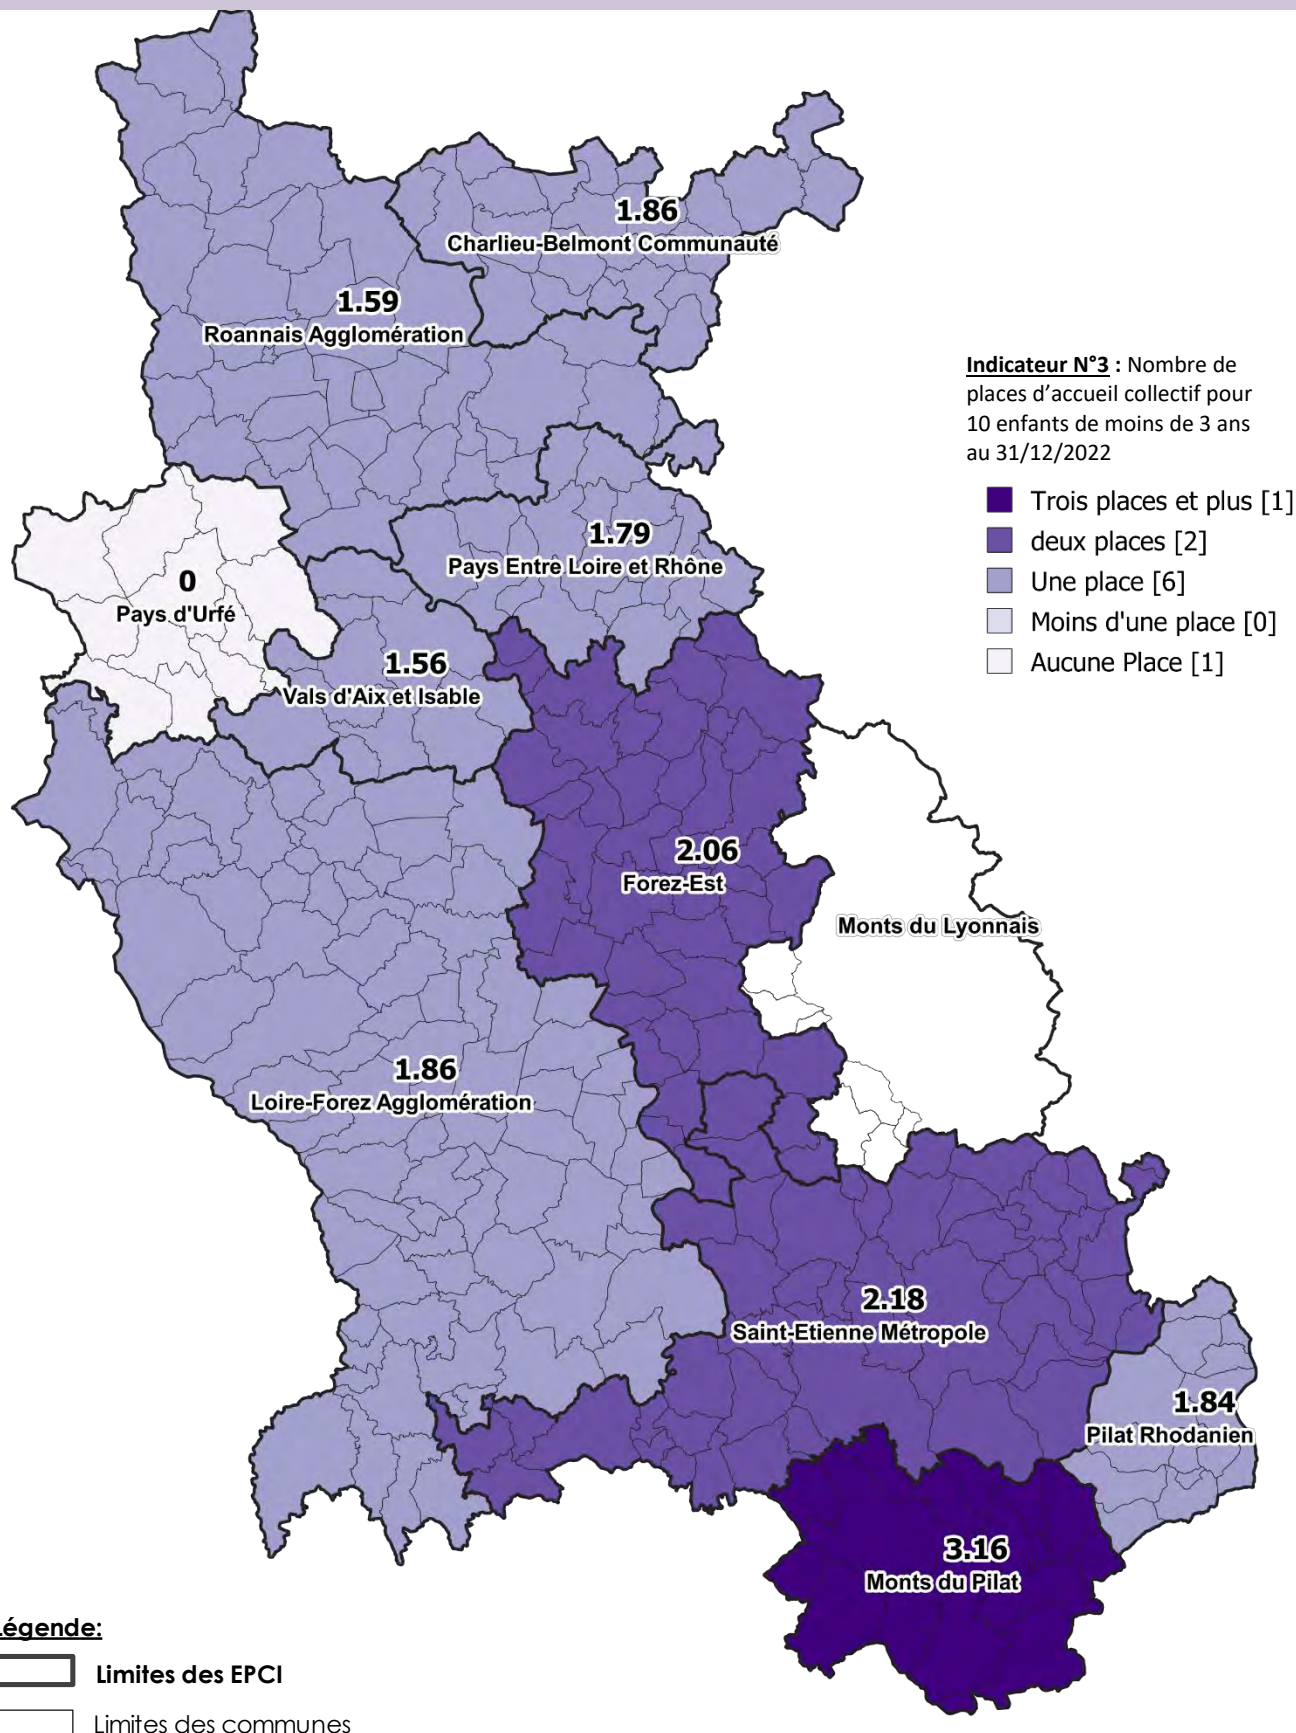 1.86
Charlieu-Belmont Communauté
1.59
Roannais Agglomération
Indicateur N°3 : Nombre de
places d'accueil collectif pour
10 enfants de moins de 3 ans
au 31/12/2022
Trois places et plus [1]
deux places [2]
Une place [6]
Moins d'une place [0]
Aucune Place [1]
1.79
Pays Entre Loire et Rhône
0
Pays d'Urfé
1.56
Vals d'Aix et Isable
2.06
Forez-Est
Monts du Lyonnais
1.86
Loire-Forez Agglomération
2.18
Saint-Etienne Métropole
1.84
Pilat Rhodanien
3.16
Monts du Pilat
Légende:
Limites des EPCI
Limites des communes